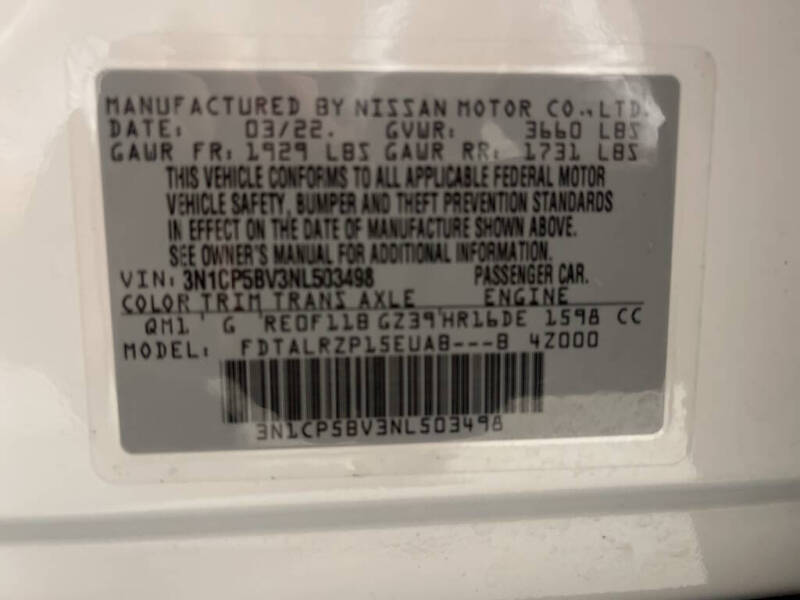 MANUFACTURED BY NISSAN MOTOR CO., LTD.
DATE: 03/22. GVWR: 3660 LBS
GAWR FR: 1929 LBS GAWR RR: 1731 LBS
THIS VEHICLE CONFORMS TO ALL APPLICABLE FEDERAL MOTOR
VEHICLE SAFETY, BUMPER AND THEFT PREVENTION STANDARDS
IN EFFECT ON THE DATE OF MANUFACTURE SHOWN ABOVE.
SEE OWNER'S MANUAL FOR ADDITIONAL INFORMATION.
VIN: 3N1CP5BV3NL503498 PASSENGER CAR.
COLOR TRIM TRANS AXLE ENGINE
QM1 ' G 'RE0F11B GZ39'HR16DE 1598 CC
MODEL: FDTALRZP15EUAB---B 4Z000
3N1CP5BV3NL503498